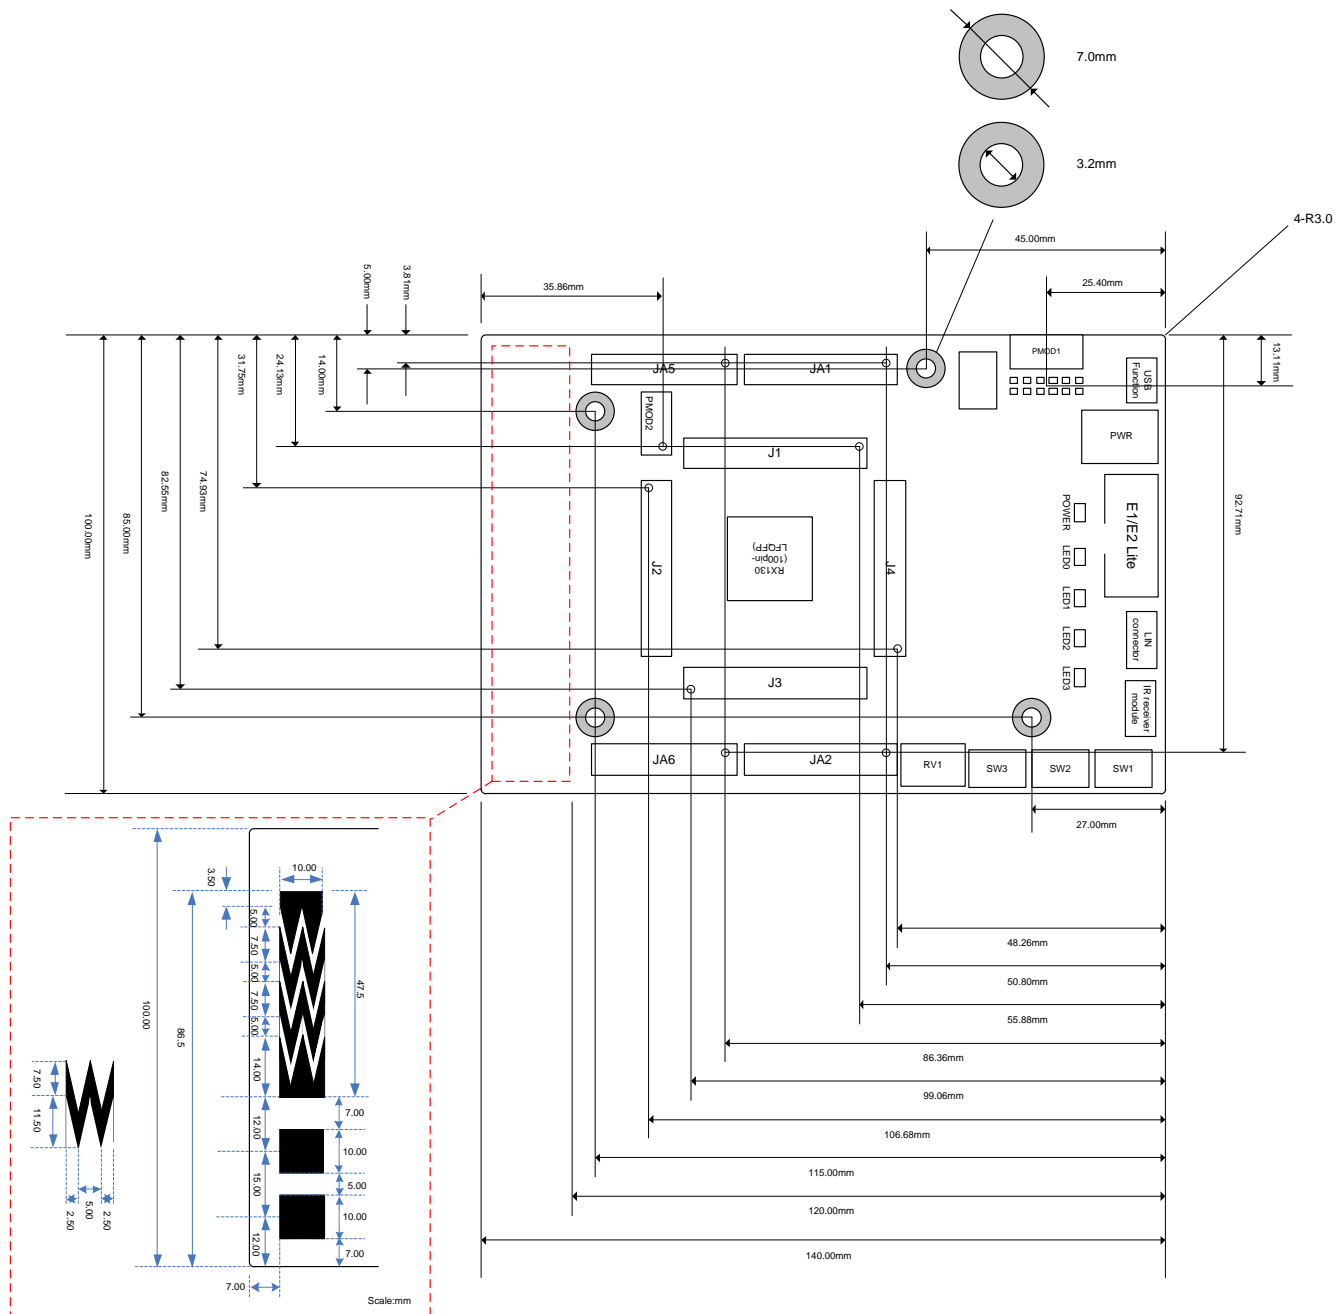 7.0mm
3.2mm
4-R3.0
45.00mm
25.40mm
35.86mm
5.00mm
3.81mm
13.11mm
14.00mm
24.13mm
31.75mm
74.93mm
82.55mm
85.00mm
100.00mm
92.71mm
JA5
JA1
PMOD1
USB
Function
PMOD2
PWR
J1
E1/E2 Lite
POWER
LED0
LED1
LED2
LED3
RX130
(100pin-
LFQFP)
J2
J4
J3
LIN
connector
IR receiver
module
JA6
JA2
RV1
SW3
SW2
SW1
27.00mm
48.26mm
50.80mm
55.88mm
86.36mm
99.06mm
106.68mm
115.00mm
120.00mm
140.00mm
3.50
10.00
5.00
7.50
5.00
7.50
5.00
14.00
12.00
15.00
12.00
47.5
100.00
86.5
7.00
10.00
5.00
10.00
7.00
7.00
7.50
11.50
2.50
5.00
2.50
Scale:mm